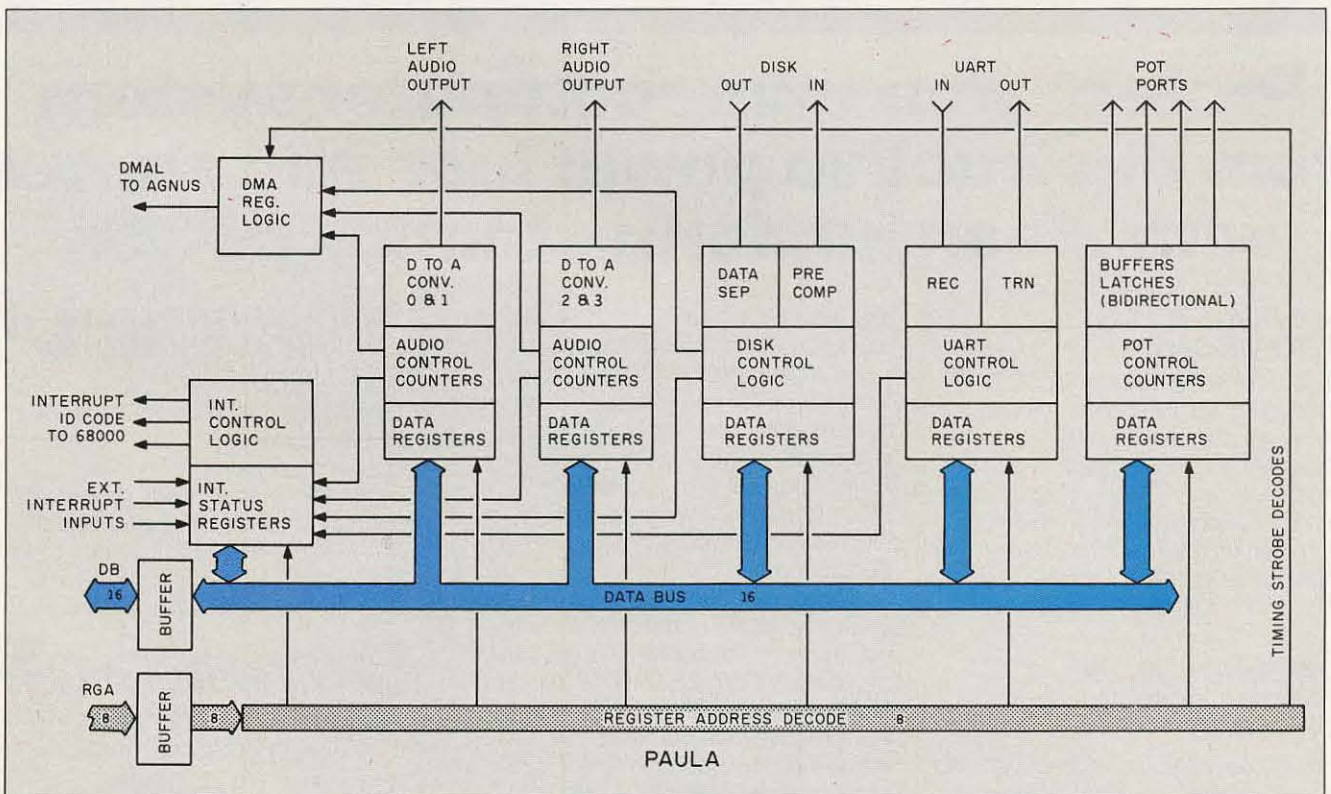 LEFT
AUDIO
OUTPUT
RIGHT
AUDIO
OUTPUT
DISK
OUT IN
UART
IN OUT
POT
PORTS
DMAL
TO AGNUS
DMA
REG.
LOGIC
D TO A
CONV.
0 & 1
D TO A
CONV.
2 & 3
DATA
SEP
PRE
COMP
REC
TRN
BUFFERS
LATCHES
(BIDIRECTIONAL)
AUDIO
CONTROL
COUNTERS
AUDIO
CONTROL
COUNTERS
DISK
CONTROL
LOGIC
UART
CONTROL
LOGIC
POT
CONTROL
COUNTERS
DATA
REGISTERS
DATA
REGISTERS
DATA
REGISTERS
DATA
REGISTERS
DATA
REGISTERS
INTERRUPT
ID CODE
TO 68000
INT.
CONTROL
LOGIC
EXT.
INTERRUPT
INPUTS
INT.
STATUS
REGISTERS
DB
16
BUFFER
DATA BUS 16
TIMING STROBE DECODES
RGA
8
BUFFER
8
REGISTER ADDRESS DECODE 8
PAULA